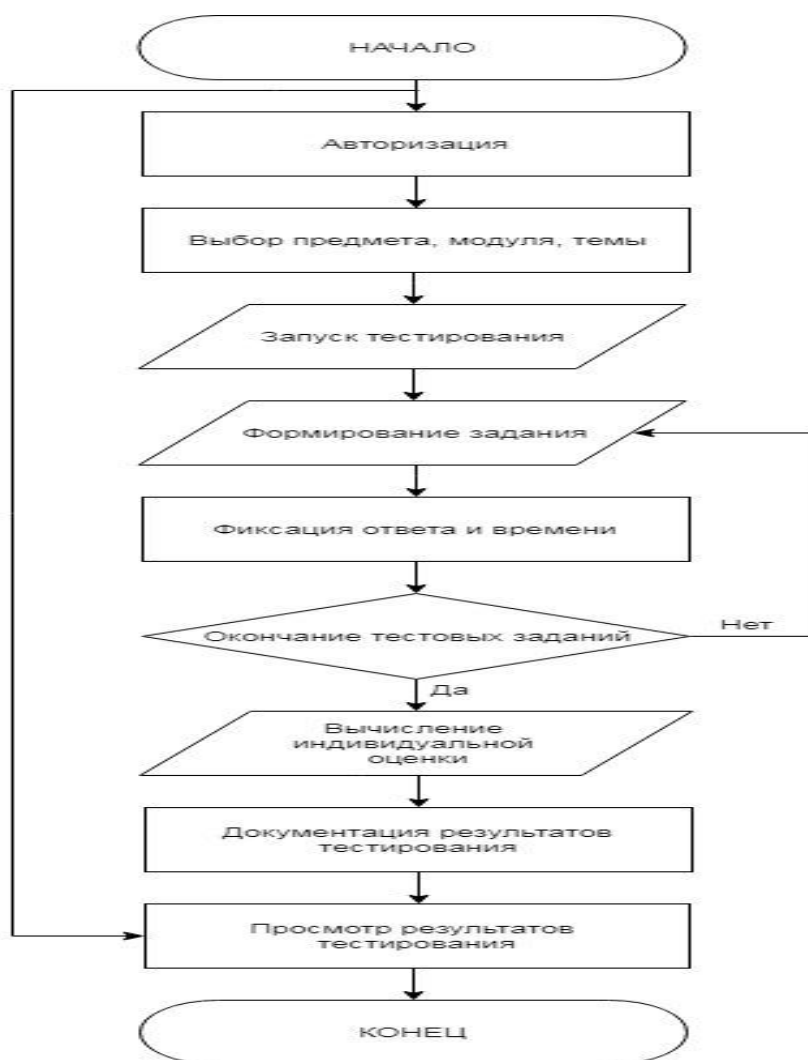 НАЧАЛО
Авторизация
Выбор предмета, модуля, темы
Запуск тестирования
Формирование задания
Фиксация ответа и времени
Окончание тестовых заданий
Нет
Да
Вычисление
индивидуальной
оценки
Документация результатов
тестирования
Просмотр результатов
тестирования
КОНЕЦ